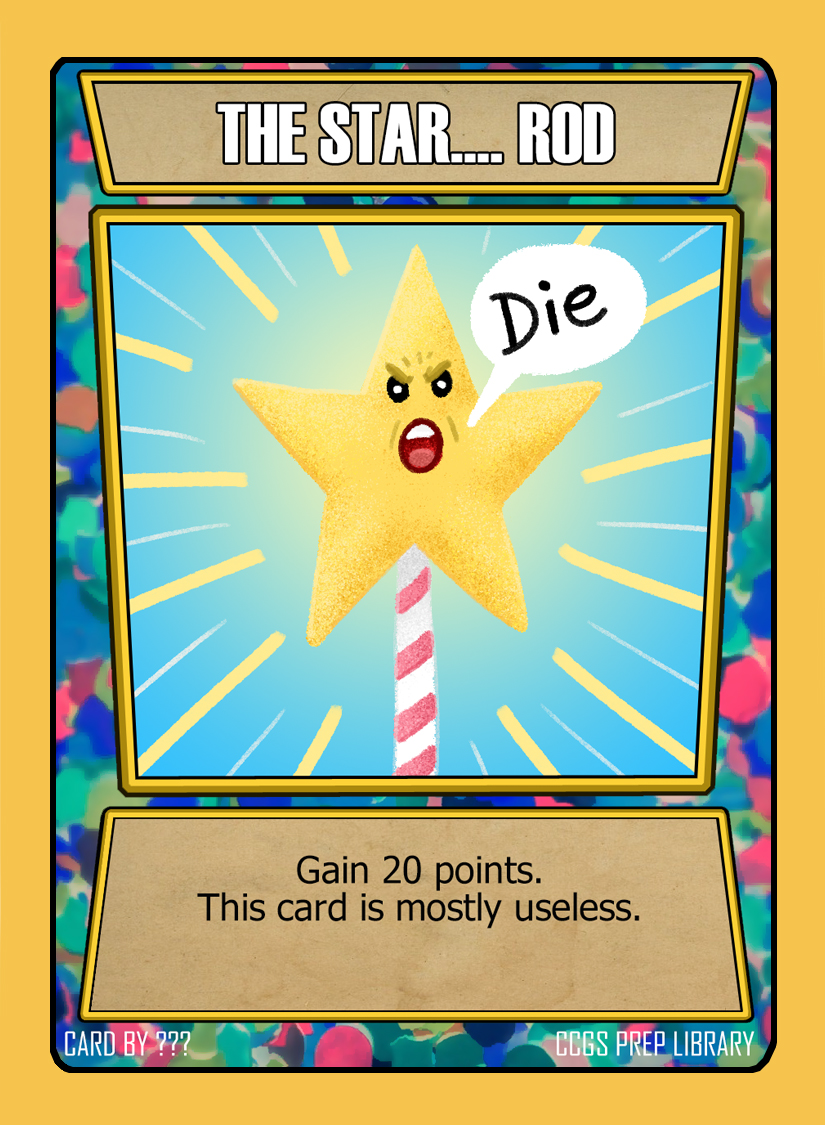 THE STAR.... ROD
Die
Gain 20 points.
This card is mostly useless.
CARD BY ???
CCGS PREP LIBRARY